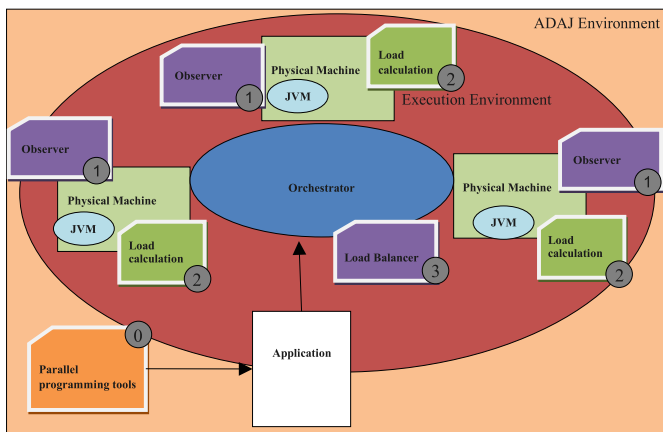 ADAJ Environment
Observer
1
Physical Machine
JVM
Load
calculation
2
Execution Environment
Observer
1
Physical Machine
JVM
Load
calculation
2
Orchestrator
Observer
1
Physical Machine
JVM
Load
calculation
2
Load Balancer
3
0
Parallel
programming tools
Application